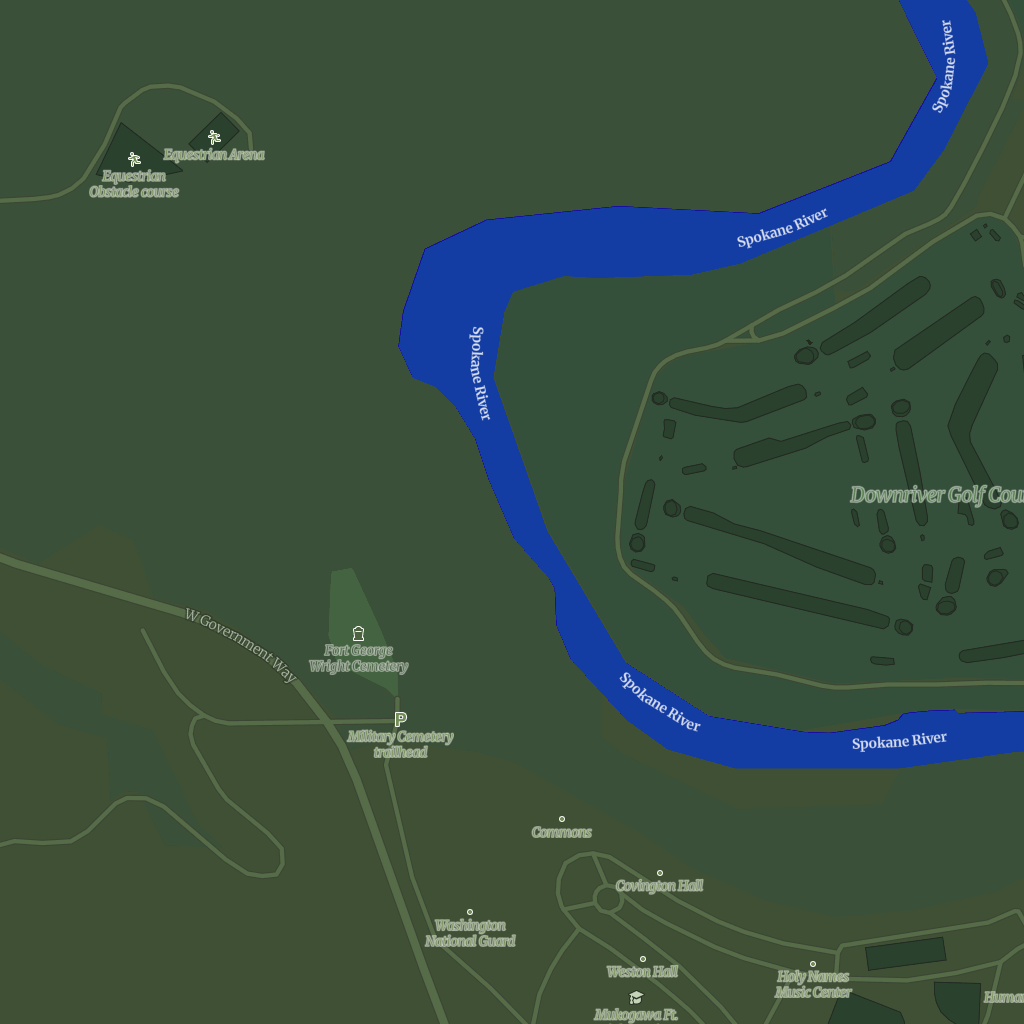 Spokane River
Equestrian Arena
Equestrian
Obstacle course
Spokane River
Spokane River
Downriver Golf Cou
W Government Way
Fort George
Wright Cemetery
Spokane River
P
Military Cemetery
trailhead
Spokane River
Commons
Covington Hall
Washington
National Guard
Weston Hall
Holy Names
Music Center
Huma
Mukogawa Ft.